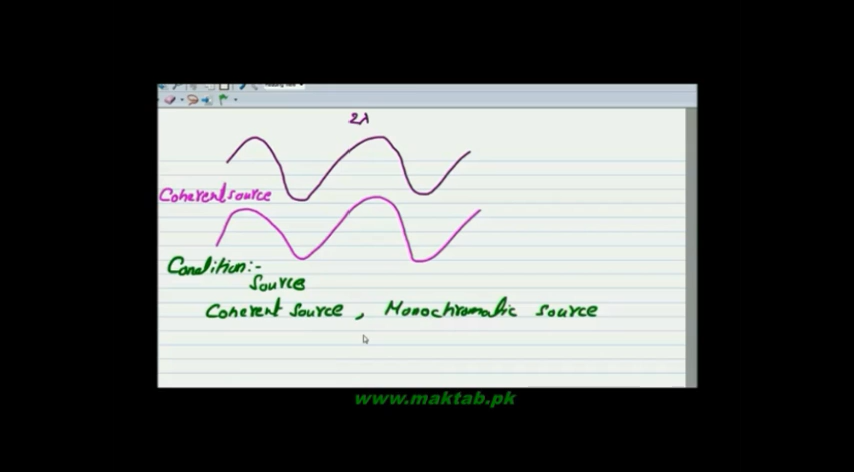 2λ
Coherent source
Condition:-
Source
Coherent source , Monochromatic source
www.maktab.pk